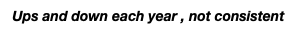 Ups and down each year , not consistent